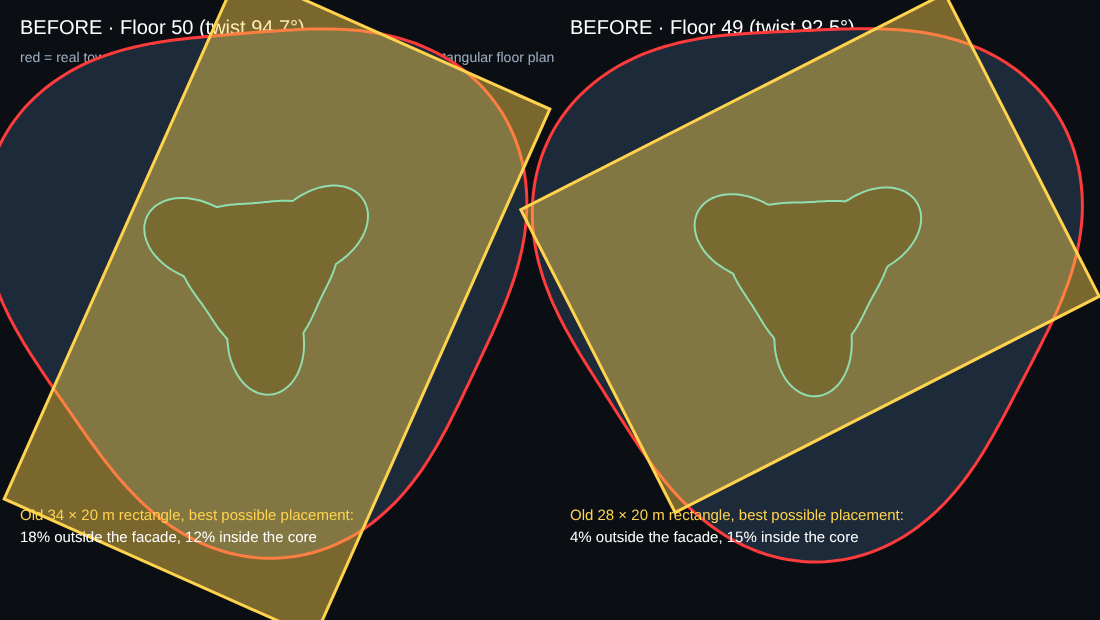 BEFORE · Floor 50 (twist 94.7°)
BEFORE · Floor 49 (twist 92.5°)
red = real
floor plan
Old 34 × 20 m rectangle, best possible placement:
18% outside the facade, 12% inside the core
Old 28 × 20 m rectangle, best possible placement:
4% outside the facade, 15% inside the core